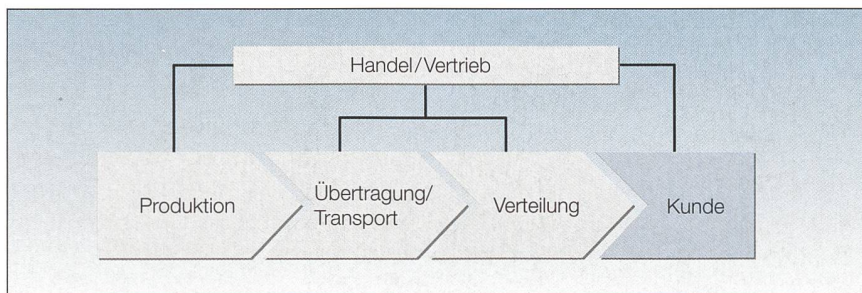 Handel/Vertrieb
Produktion
Übertragung/
Transport
Verteilung
Kunde